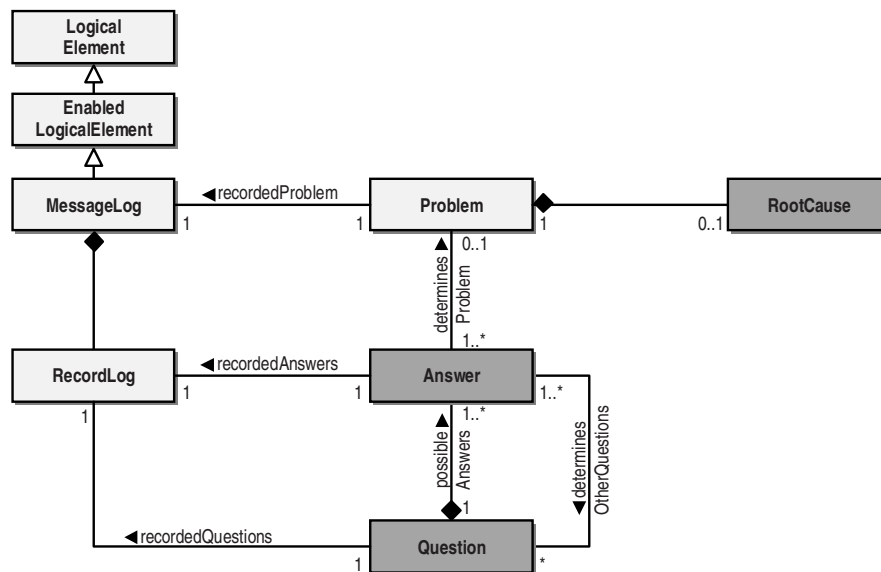 Logical
Element
Enabled
LogicalElement
MessageLog
◄recordedProblem
Problem
RootCause
1
1
1
0..1
0..1
determines
Problem
1..*
RecordLog
◄recordedAnswers
Answer
1
1
1
1..*
1..*
possible
Answers
determines
OtherQuestions
1
◄recordedQuestions
Question
1
*